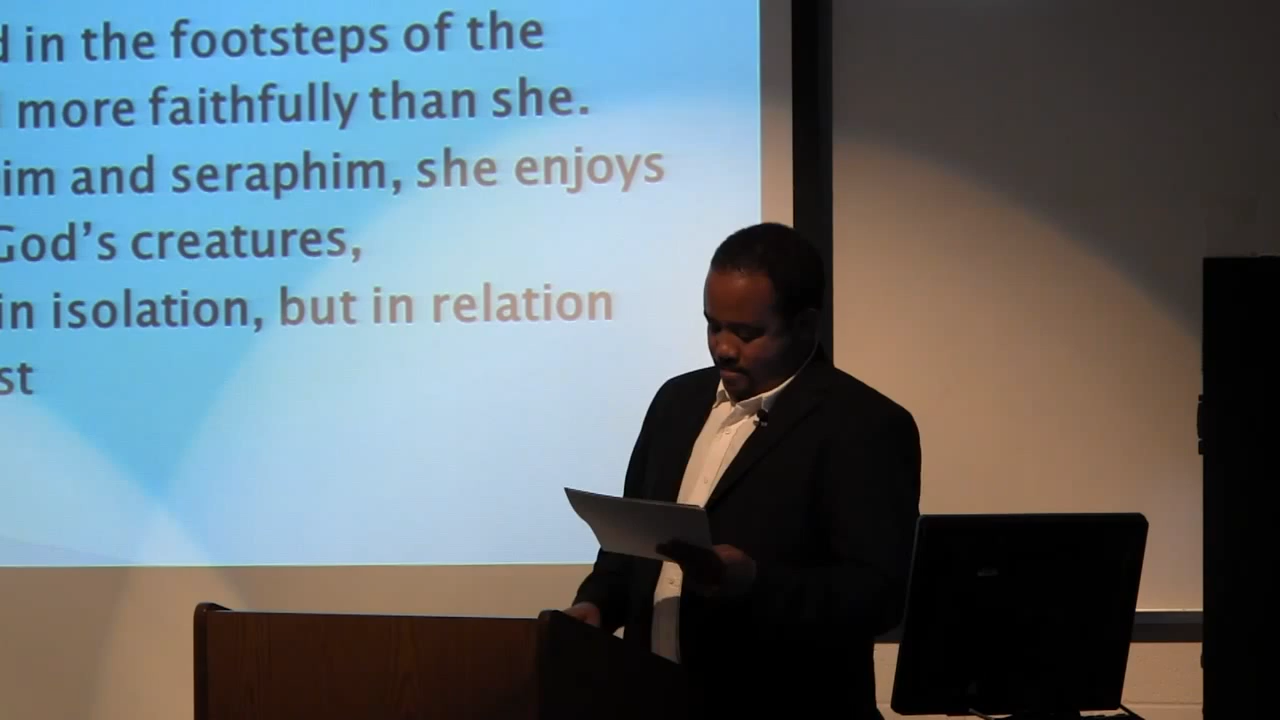 in the footsteps of the
more faithfully than she.
im and seraphim, she enjoys
God's creatures,
in isolation, but in relation
st